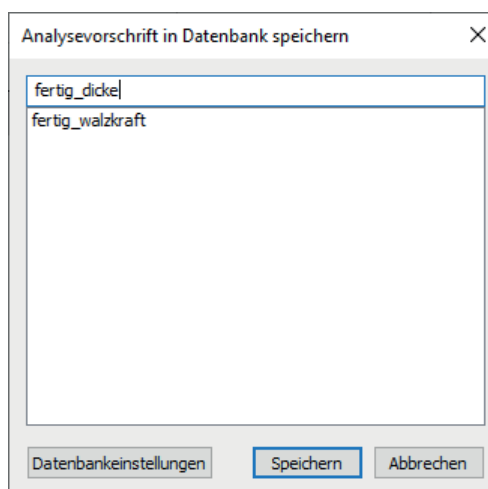 Analysevorschrift in Datenbank speichern
fertig_dicke
fertig_walzkraft
Datenbankeinstellungen Speichern Abbrechen